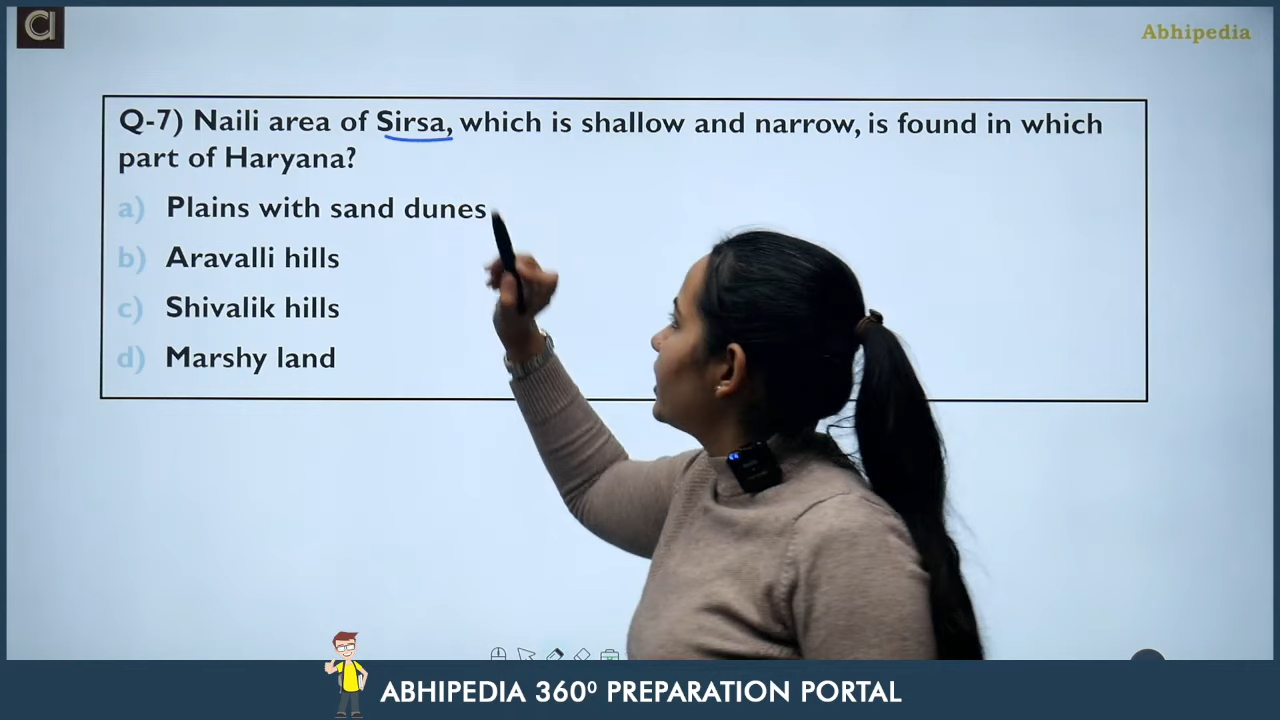 a
Abhipedia
Q-7) Naili area of Sirsa, which is shallow and narrow, is found in which
part of Haryana?
a) Plains with sand dunes
b) Aravalli hills
c) Shivalik hills
d) Marshy land
ABHIPEDIA 360⁰ PREPARATION PORTAL